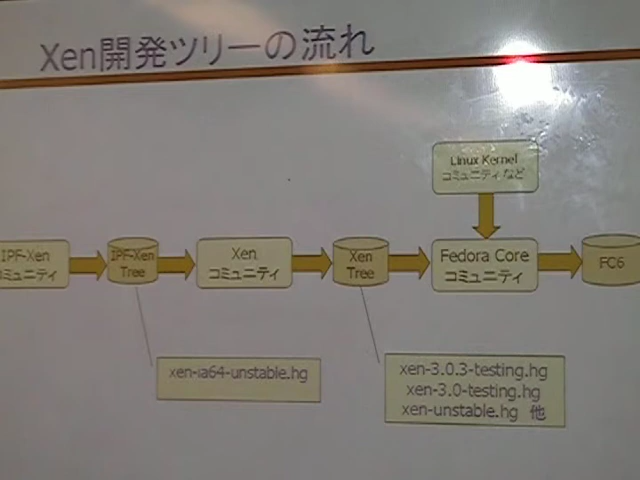 Xen開発ツリーの流れ
Linux Kernel
コミュニティなど
IPF-Xen
コミュニティ
IPF-Xen
Tree
Xen
コミュニティ
Xen
Tree
Fedora Core
コミュニティ
FC6
xen-ia64-unstable.hg
xen-3.0.3-testing.hg
xen-3.0-testing.hg
xen-unstable.hg 他